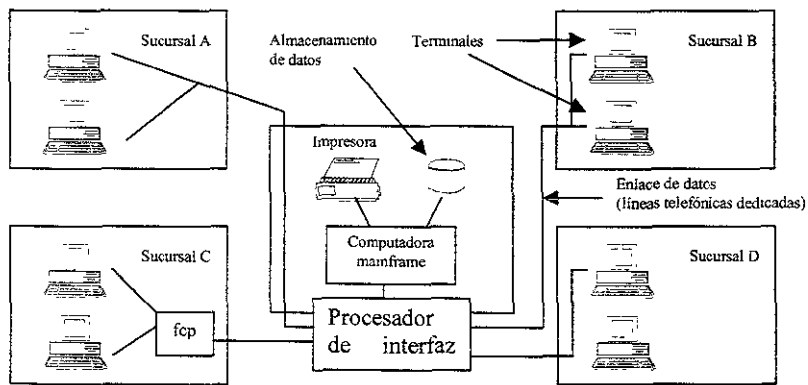 Sucursal A
Almacenamiento
de datos
Terminales
Sucursal B
Impresora
Enlace de datos
(líneas telefónicas dedicadas)
Sucursal C
Computadora
mainframe
Sucursal D
fcp
Procesador
de interfaz